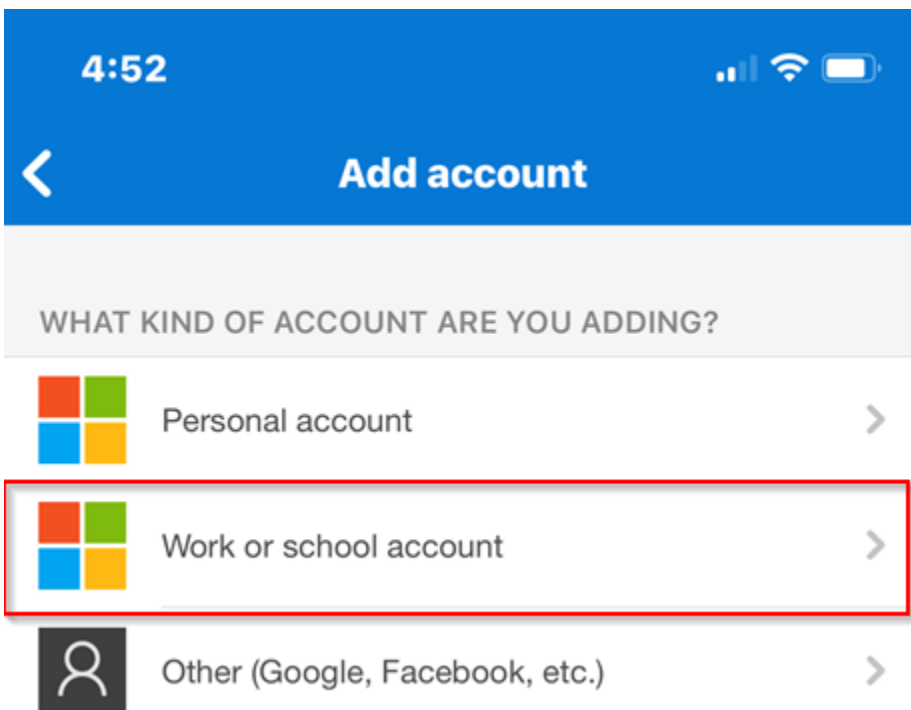 4:52
Add account
WHAT KIND OF ACCOUNT ARE YOU ADDING?
Personal account
Work or school account
Other (Google, Facebook, etc.)